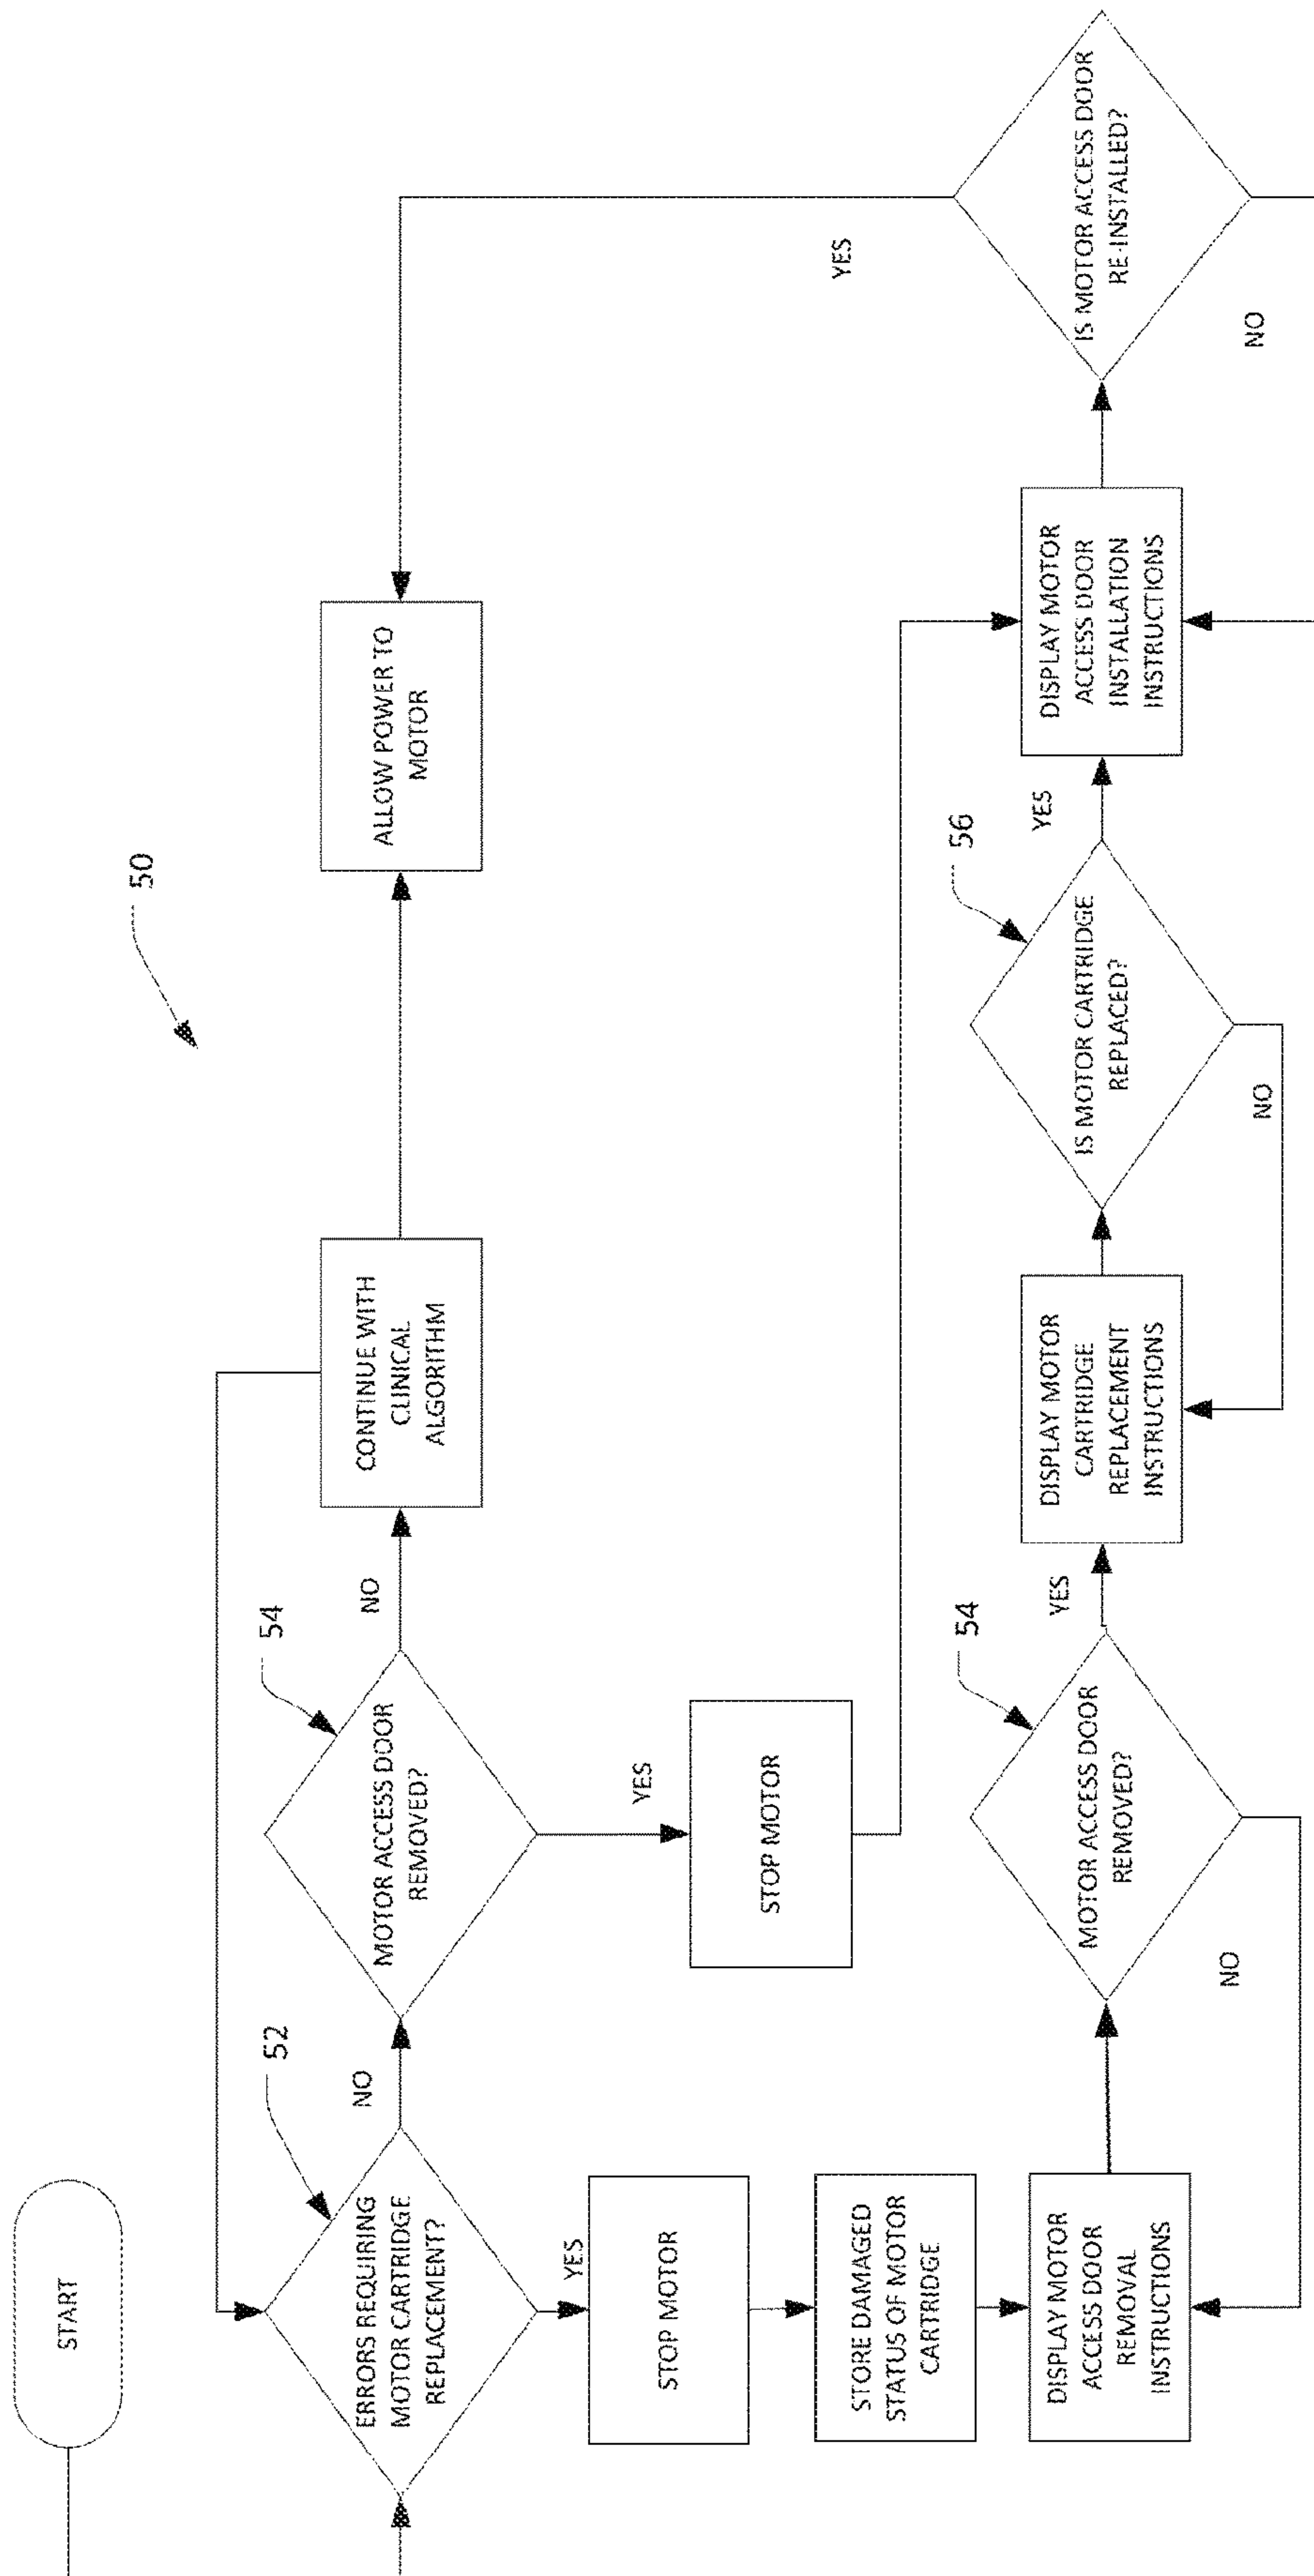 START
50
52
ERRORS REQUIRING
MOTOR CARTRIDGE
REPLACEMENT?
NO
54
MOTOR ACCESS DOOR
REMOVED?
NO
CONTINUE WITH
CLINICAL
ALGORITHM
ALLOW POWER TO
MOTOR
YES
STOP MOTOR
YES
STOP MOTOR
STORE DAMAGED
STATUS OF MOTOR
CARTRIDGE
DISPLAY MOTOR
ACCESS DOOR
REMOVAL
INSTRUCTIONS
54
MOTOR ACCESS DOOR
REMOVED?
NO
YES
DISPLAY MOTOR
CARTRIDGE
REPLACEMENT
INSTRUCTIONS
56
IS MOTOR CARTRIDGE
REPLACED?
NO
YES
DISPLAY MOTOR
ACCESS DOOR
INSTALLATION
INSTRUCTIONS
YES
IS MOTOR ACCESS DOOR
RE-INSTALLED?
NO